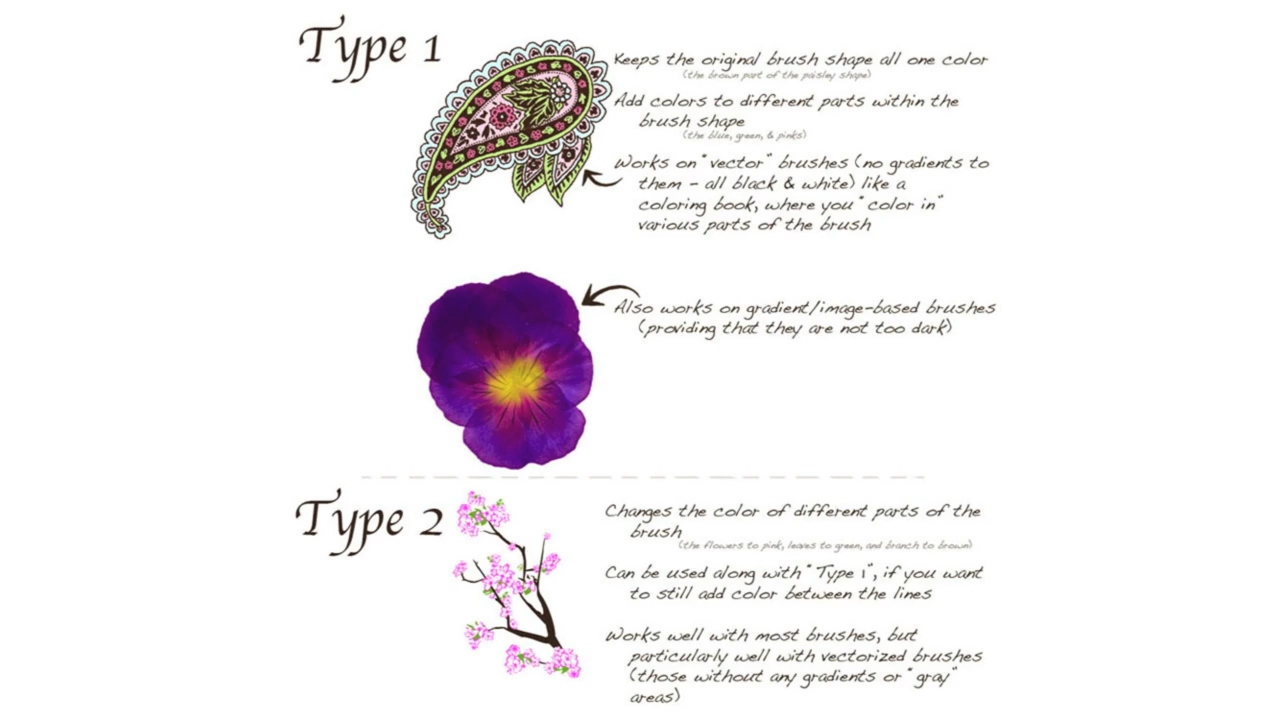 Type 1
Keeps the original brush shape all one color
(the brown part of the paisley shape)
Add colors to different parts within the
brush shape
(the blue, green, & pinks)
Works on "vector" brushes (no gradients to
them - all black & white) like a
coloring book, where you "color in"
various parts of the brush
Also works on gradient/image-based brushes
(providing that they are not too dark)
Type 2
Changes the color of different parts of the
brush
(the flowers to pink, leaves to green, and branch to brown)
Can be used along with "Type 1", if you want
to still add color between the lines
Works well with most brushes, but
particularly well with vectorized brushes
(those without any gradients or "gray"
areas)